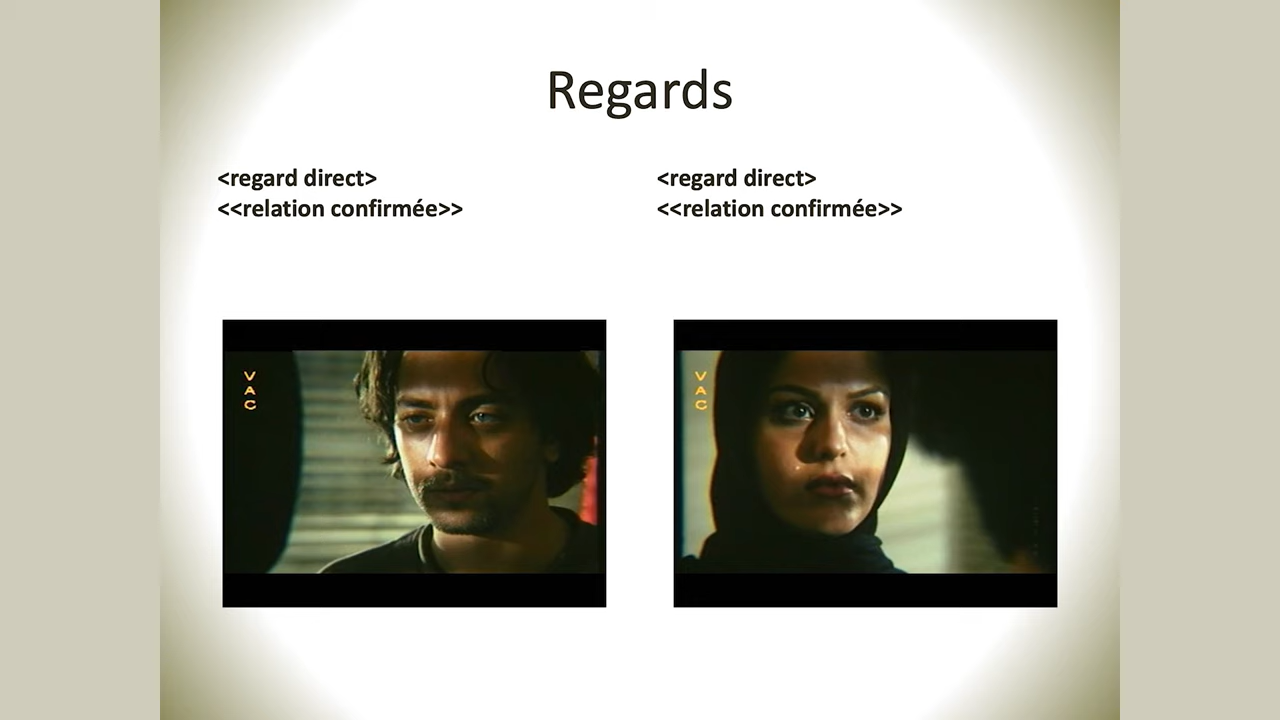 Regards
<regard direct>
<<relation confirmée>>
<regard direct>
<<relation confirmée>>
V
A
C
V
A
C